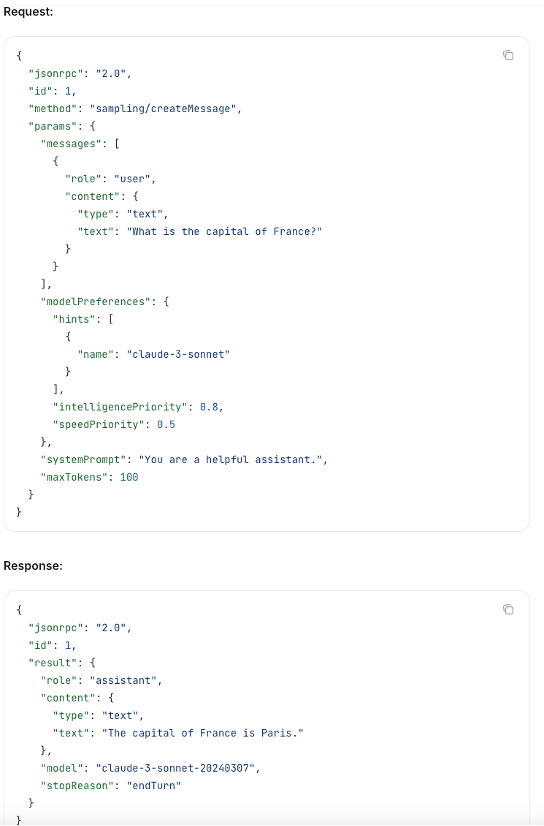 Request:
{
  "jsonrpc": "2.0",
  "id": 1,
  "method": "sampling/createMessage",
  "params": {
    "messages": [
      {
        "role": "user",
        "content": {
          "type": "text",
          "text": "What is the capital of France?"
        }
      }
    ],
    "modelPreferences": {
      "hints": [
        {
          "name": "claude-3-sonnet"
        }
      ],
      "intelligencePriority": 0.8,
      "speedPriority": 0.5
    },
    "systemPrompt": "You are a helpful assistant.",
    "maxTokens": 100
  }
}
Response:
{
  "jsonrpc": "2.0",
  "id": 1,
  "result": {
    "role": "assistant",
    "content": {
      "type": "text",
      "text": "The capital of France is Paris."
    },
    "model": "claude-3-sonnet-20240307",
    "stopReason": "endTurn"
  }
}